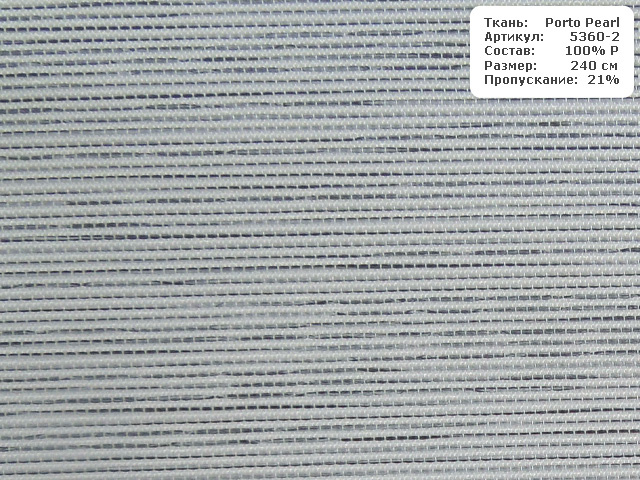 Ткань: Porto Pearl
Артикул: 5360-2
Состав: 100% P
Размер: 240 см
Пропускание: 21%